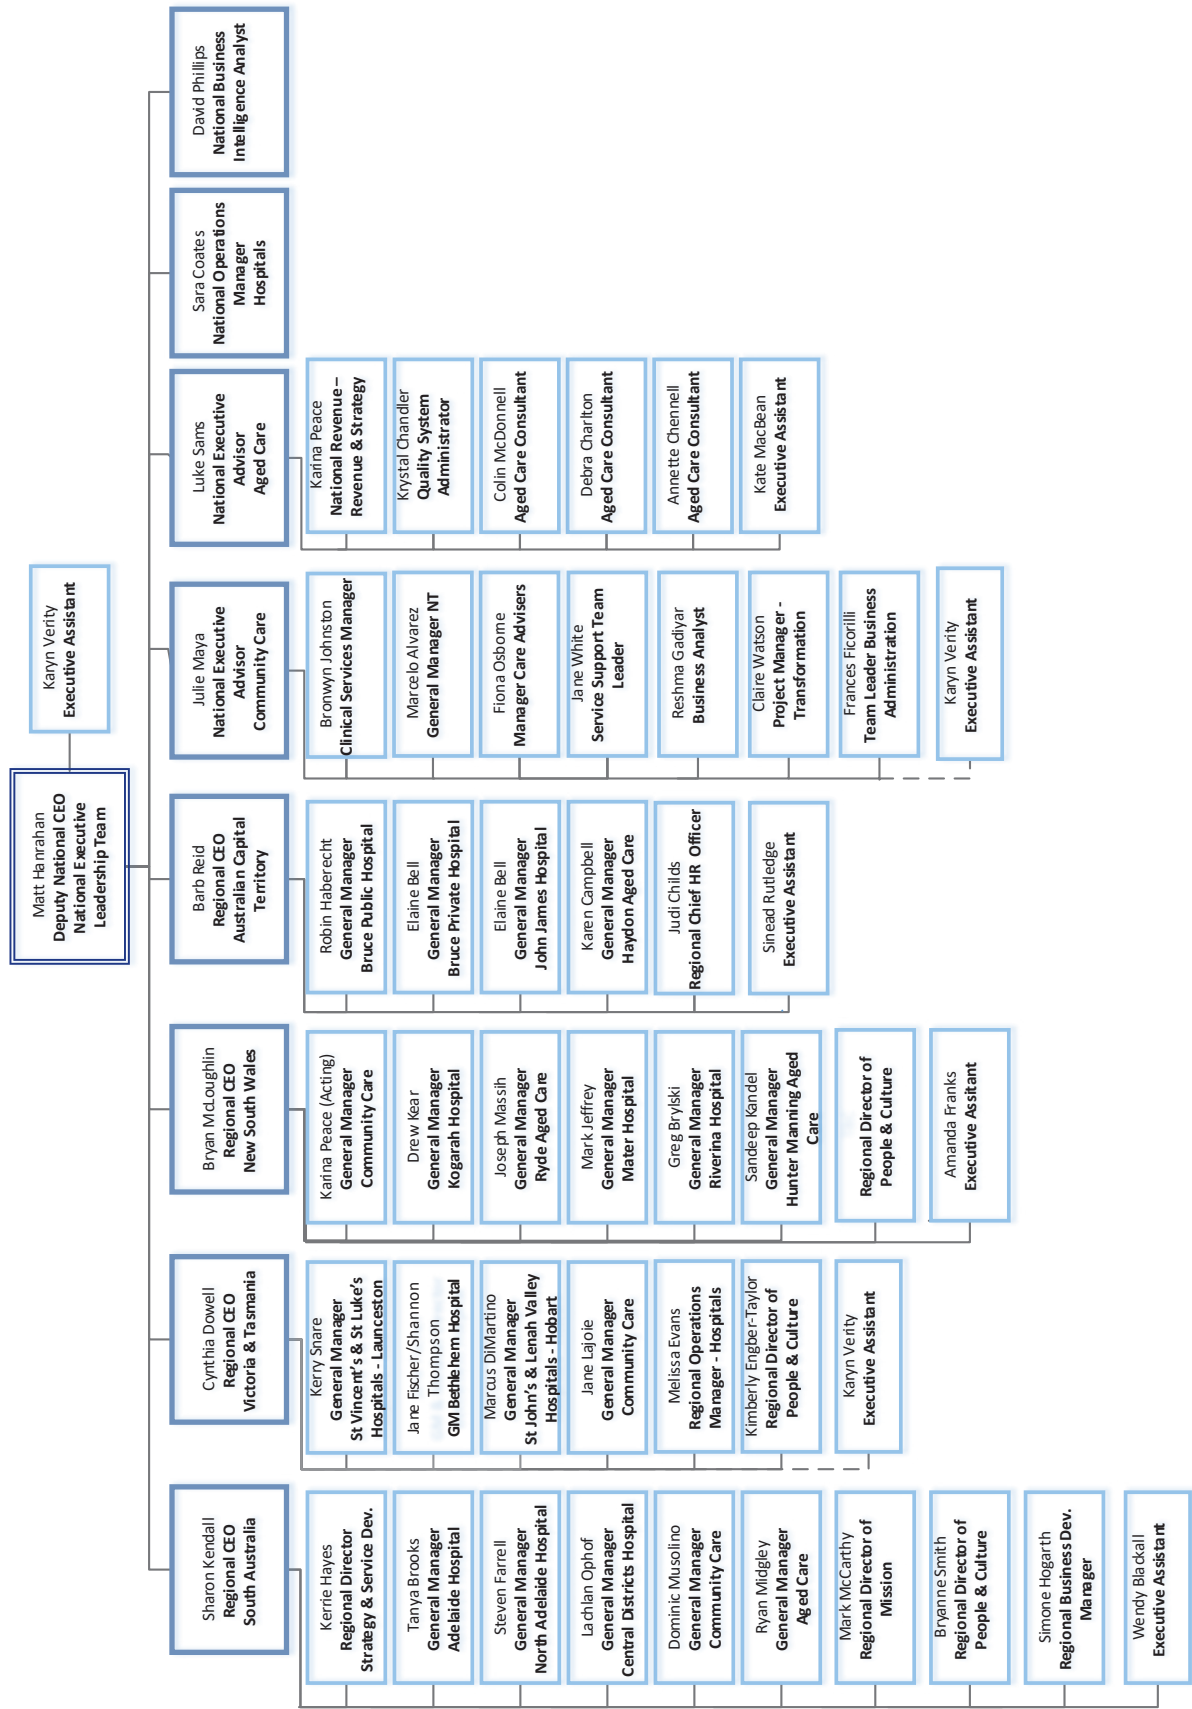 Matt Hanrahan
Deputy National CEO
National Executive
Leadership Team
Karyn Verity
Executive Assistant
Sharon Kendall
Regional CEO
South Australia
Kerrie Hayes
Regional Director
Strategy & Service Dev.
Tanya Brooks
General Manager
Adelaide Hospital
Steven Farrell
General Manager
North Adelaide Hospital
Lachlan Ophof
General Manager
Central Districts Hospital
Dominic Musolino
General Manager
Community Care
Ryan Midgley
General Manager
Aged Care
Mark McCarthy
Regional Director of
Mission
Bryanne Smith
Regional Director of
People & Culture
Simone Hogarth
Regional Business Dev.
Manager
Wendy Blackall
Executive Assistant
Cynthia Dowell
Regional CEO
Victoria & Tasmania
Kerry Snare
General Manager
St Vincent's & St Luke's
Hospitals - Launceston
Jane Fischer/Shannon
Thompson
GM Bethlehem Hospital
Marcus DiMartino
General Manager
St John's & Lenah Valley
Hospitals - Hobart
Jane Lajoie
General Manager
Community Care
Melissa Evans
Regional Operations
Manager - Hospitals
Kimberly Engber-Taylor
Regional Director of
People & Culture
Karyn Verity
Executive Assistant
Bryan McLoughlin
Regional CEO
New South Wales
Karina Peace (Acting)
General Manager
Community Care
Drew Kear
General Manager
Kogarah Hospital
Joseph Massih
General Manager
Ryde Aged Care
Mark Jeffrey
General Manager
Mater Hospital
Greg Brylski
General Manager
Riverina Hospital
Sandeep Kandel
General Manager
Hunter Manning Aged
Care
Regional Director of
People & Culture
Amanda Franks
Executive Assitant
Barb Reid
Regional CEO
Australian Capital
Territory
Robin Haberecht
General Manager
Bruce Public Hospital
Elaine Bell
General Manager
Bruce Private Hospital
Elaine Bell
General Manager
John James Hospital
Karen Campbell
General Manager
Haydon Aged Care
Judi Childs
Regional Chief HR Officer
Sinead Rutledge
Executive Assistant
Julie Maya
National Executive
Advisor
Community Care
Bronwyn Johnston
Clinical Services Manager
Marcelo Alvarez
General Manager NT
Fiona Osborne
Manager Care Advisers
Jane White
Service Support Team
Leader
Reshma Gadiyar
Business Analyst
Claire Watson
Project Manager -
Transformation
Frances Ficorilli
Team Leader Business
Administration
Karyn Verity
Executive Assistant
Luke Sams
National Executive
Advisor
Aged Care
Karina Peace
National Revenue –
Revenue & Strategy
Krystal Chandler
Quality System
Administrator
Colin McDonnell
Aged Care Consultant
Debra Charlton
Aged Care Consultant
Annette Chennell
Aged Care Consultant
Kate MacBean
Executive Assistant
Sara Coates
National Operations
Manager
Hospitals
David Phillips
National Business
Intelligence Analyst